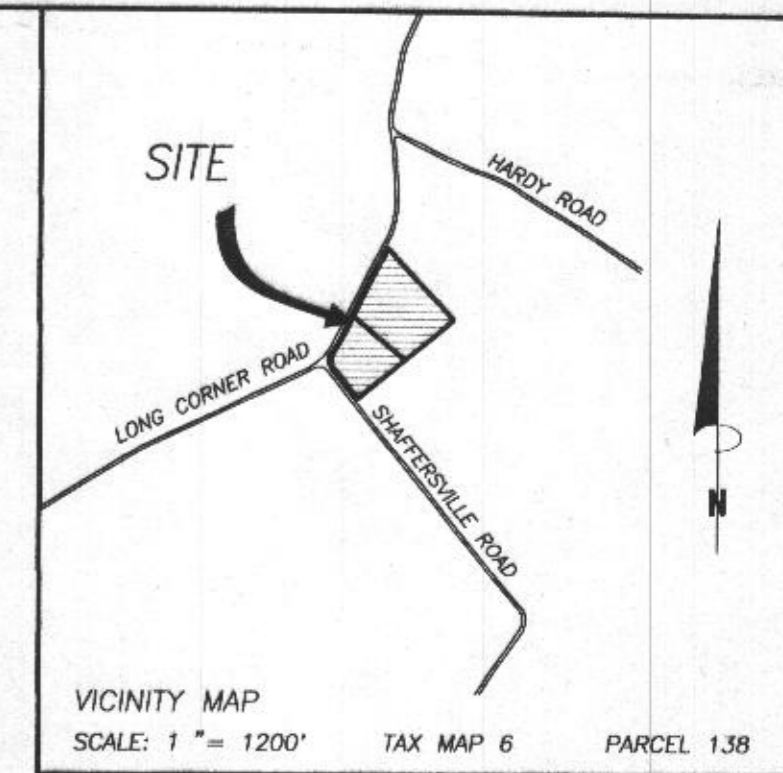 SITE
HARDY ROAD
LONG CORNER ROAD
SHAFFERSVILLE ROAD
N
VICINITY MAP
SCALE: 1 "= 1200' TAX MAP 6 PARCEL 138